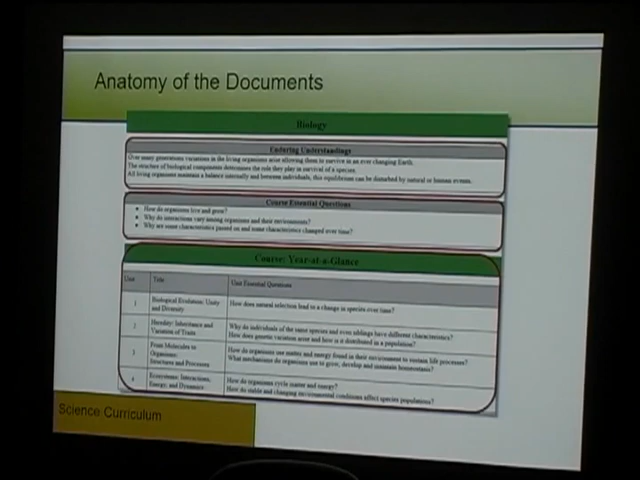 Anatomy of the Documents
Biology
Enduring Understandings
Over many generations variations in the living organisms arise allowing them to survive in an ever changing Earth.
The structure of biological components determines the role they play in survival of a species.
All living organisms maintain a balance internally and between individuals, this equilibrium can be disturbed by natural or human events.
Course Essential Questions
• How do organisms live and grow?
• Why do interactions vary among organisms and their environments?
• Why are some characteristics passed on and some characteristics changed over time?
Course: Year-at-a-Glance
Unit Title Unit Essential Questions
1 Biological Evolution: Unity and Diversity How does natural selection lead to a change in species over time?
2 Heredity: Inheritance and Variation of Traits Why do individuals of the same species and even siblings have different characteristics?
How does genetic variation arise and how is it distributed in a population?
3 From Molecules to Organisms: Structures and Processes How do organisms use matter and energy found in their environment to sustain life processes?
What mechanisms do organisms use to grow, develop and maintain homeostasis?
4 Ecosystems: Interactions, Energy, and Dynamics How do organisms cycle matter and energy?
How do stable and changing environmental conditions affect species populations?
Science Curriculum